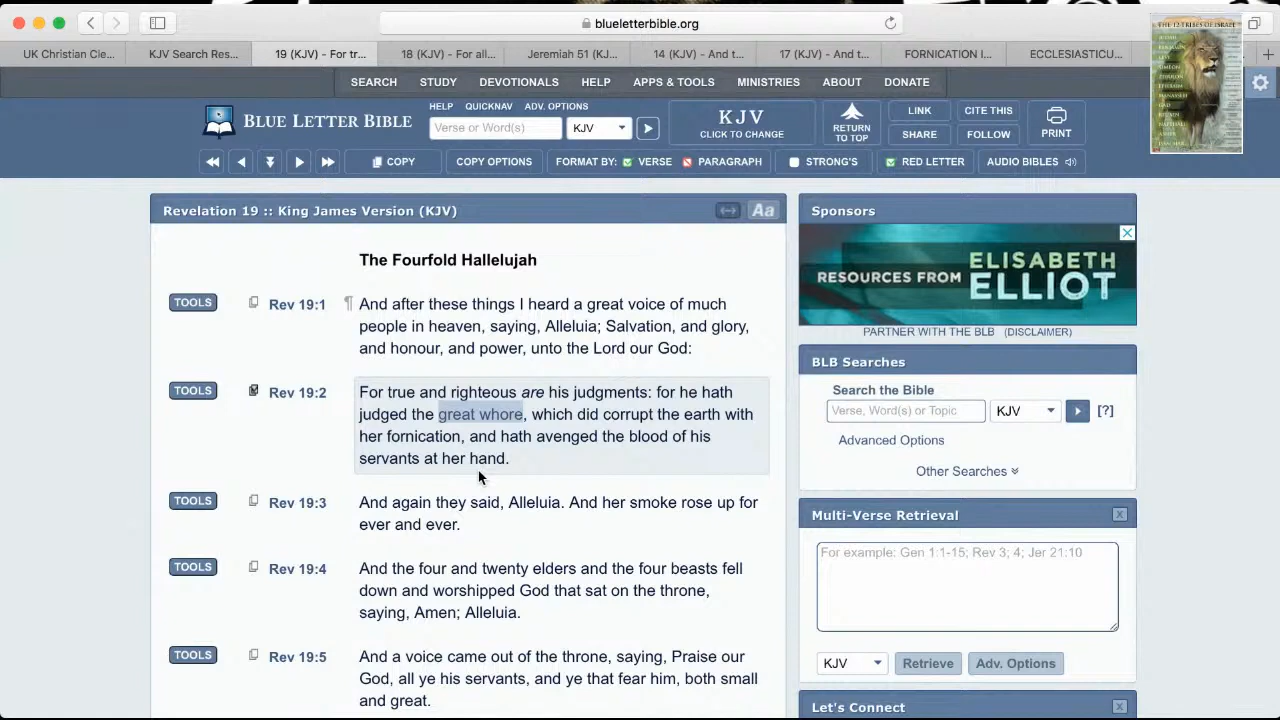 blueletterbible.org
UK Christian Cle...
KJV Search Res...
19 (KJV) - For tr...
18 (KJV) - For all...
Jeremiah 51 (KJ...
14 (KJV) - And t...
17 (KJV) - And t...
FORNICATION I...
ECCLESIASTICU...
THE 12 TRIBES OF ISRAEL
SEARCH STUDY DEVOTIONALS HELP APPS & TOOLS MINISTRIES ABOUT DONATE
BLUE LETTER BIBLE
HELP QUICKNAV ADV. OPTIONS
Verse or Word(s) KJV
KJV
CLICK TO CHANGE
RETURN
TO TOP
LINK
CITE THIS
SHARE
FOLLOW
PRINT
COPY COPY OPTIONS FORMAT BY: VERSE PARAGRAPH STRONG'S RED LETTER AUDIO BIBLES
Revelation 19 :: King James Version (KJV) Aa
The Fourfold Hallelujah
TOOLS Rev 19:1 ¶ And after these things I heard a great voice of much
people in heaven, saying, Alleluia; Salvation, and glory,
and honour, and power, unto the Lord our God:
TOOLS Rev 19:2 For true and righteous are his judgments: for he hath
judged the great whore, which did corrupt the earth with
her fornication, and hath avenged the blood of his
servants at her hand.
TOOLS Rev 19:3 And again they said, Alleluia. And her smoke rose up for
ever and ever.
TOOLS Rev 19:4 And the four and twenty elders and the four beasts fell
down and worshipped God that sat on the throne,
saying, Amen; Alleluia.
TOOLS Rev 19:5 And a voice came out of the throne, saying, Praise our
God, all ye his servants, and ye that fear him, both small
and great.
Sponsors
RESOURCES FROM ELISABETH
ELLIOT
PARTNER WITH THE BLB (DISCLAIMER)
BLB Searches
Search the Bible
Verse, Word(s) or Topic KJV [?]
Advanced Options
Other Searches
Multi-Verse Retrieval X
For example: Gen 1:1-15; Rev 3; 4; Jer 21:10
KJV Retrieve Adv. Options
Let's Connect X